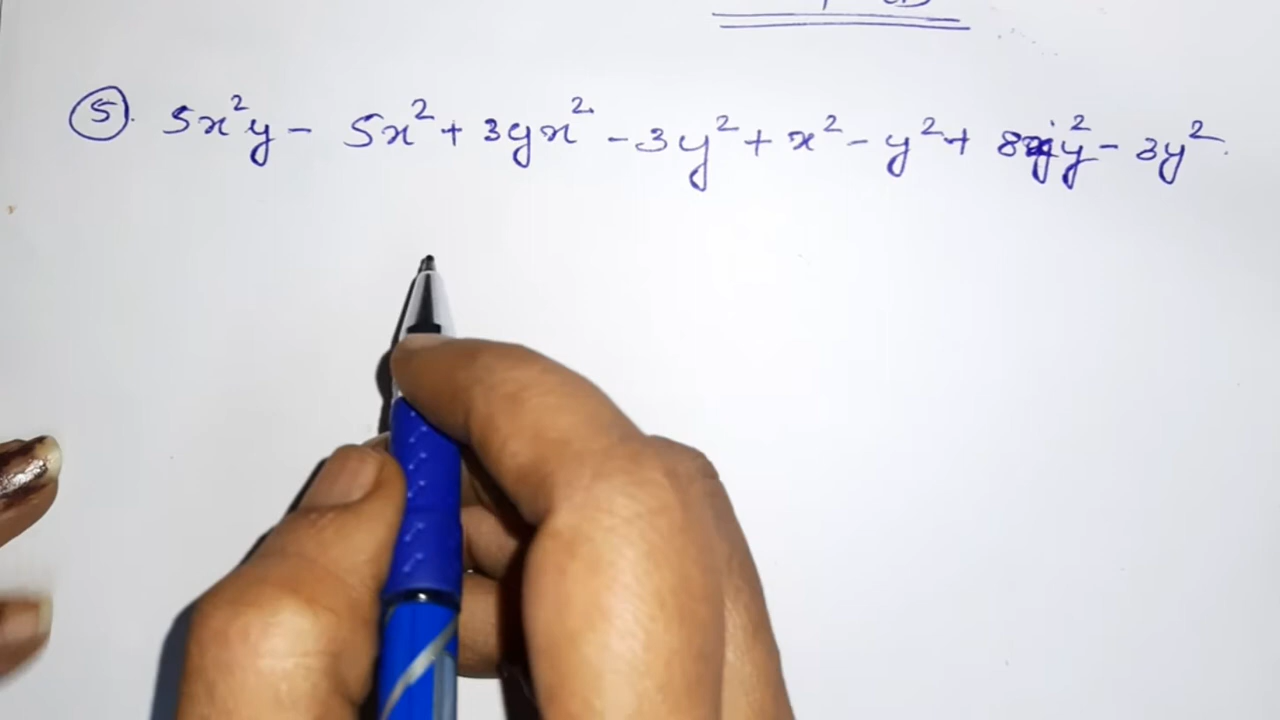 ⑤. 5x²y - 5x² + 3yx² - 3y² + x² - y² + 8xy² - 3y².